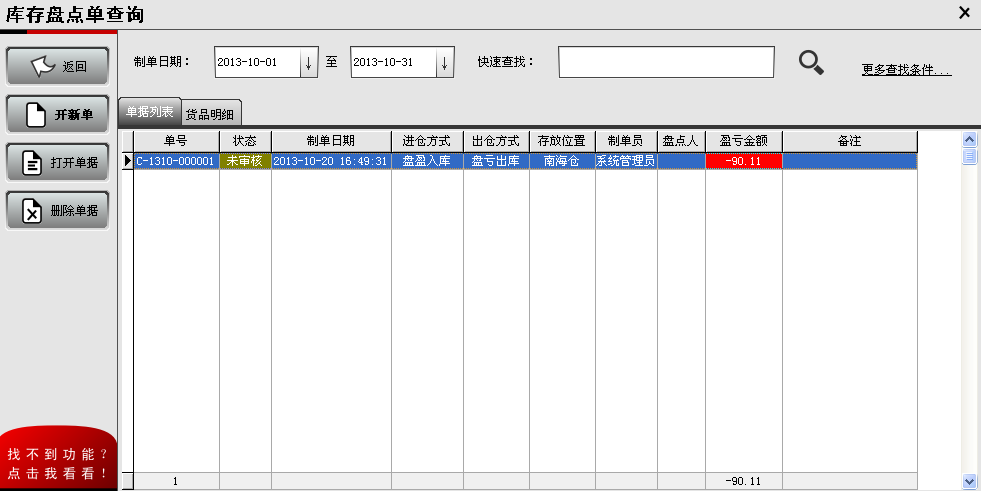 库存盘点单查询
返回
开新单
打开单据
删除单据
找不到功能？
点击我看看！
制单日期： 2013-10-01 至 2013-10-31 快速查找： 更多查找条件...
单据列表 货品明细
单号 状态 制单日期 进仓方式 出仓方式 存放位置 制单员 盘点人 盈亏金额 备注
C-1310-000001 未审核 2013-10-20 16:49:31 盘盈入库 盘亏出库 南海仓 系统管理员 -90.11
1 -90.11